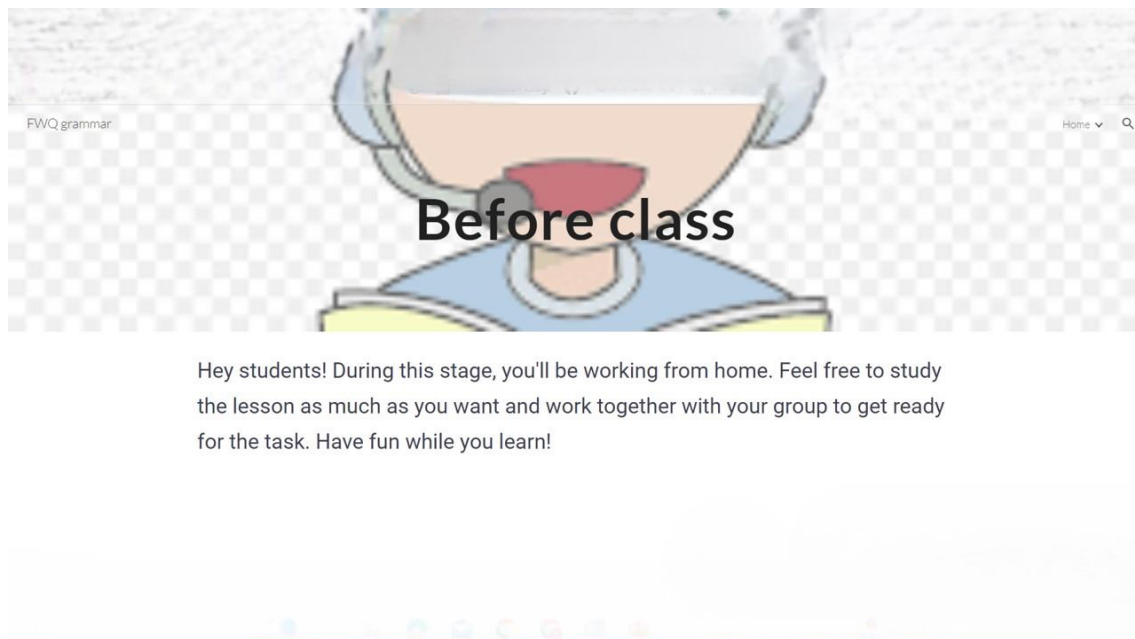 FWQ grammar
Home
Before class
Hey students! During this stage, you'll be working from home. Feel free to study
the lesson as much as you want and work together with your group to get ready
for the task. Have fun while you learn!